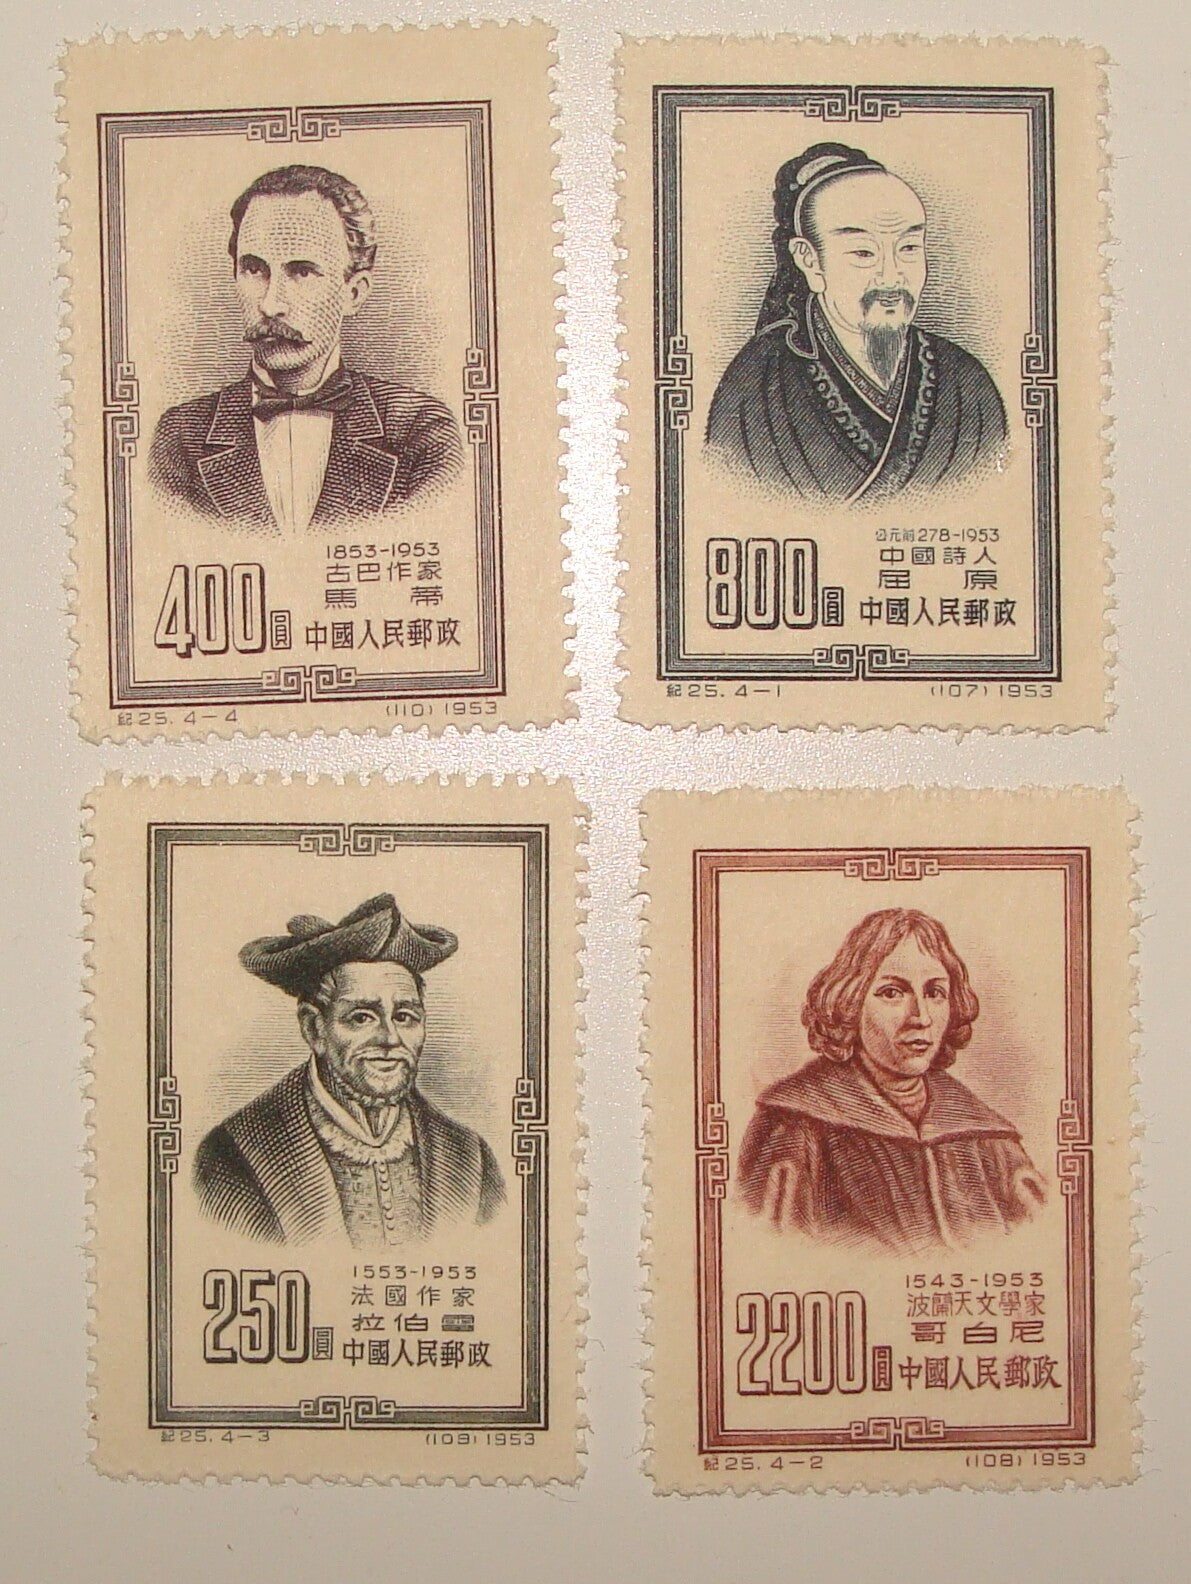 1853-1953
古巴作家
馬蒂
400圓 中國人民郵政
紀25. 4-4 (110) 1953
公元前278-1953
中國詩人
屈原
800圓 中國人民郵政
紀25. 4-1 (107) 1953
1553-1953
法國作家
拉伯雷
250圓 中國人民郵政
紀25. 4-3 (109) 1953
1543-1953
波蘭天文學家
哥白尼
2200圓 中國人民郵政
紀25. 4-2 (108) 1953